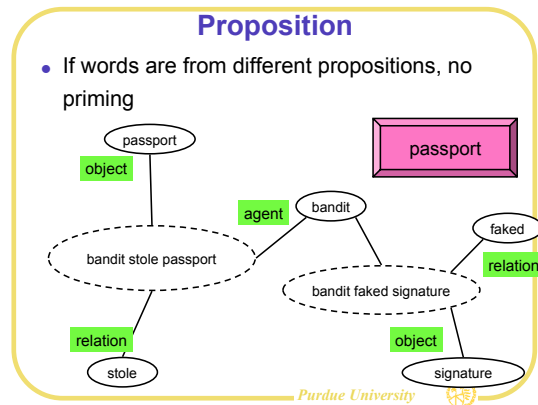 Proposition
• If words are from different propositions, no
priming
passport
passport
object
agent
bandit
faked
bandit stole passport
relation
bandit faked signature
relation
object
stole
signature
Purdue University